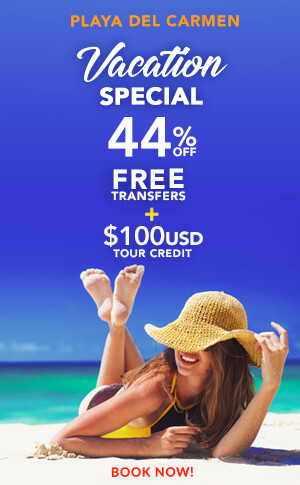 PLAYA DEL CARMEN
Vacation
SPECIAL
44% OFF
FREE
TRANSFERS
+
$100USD
TOUR CREDIT
BOOK NOW!